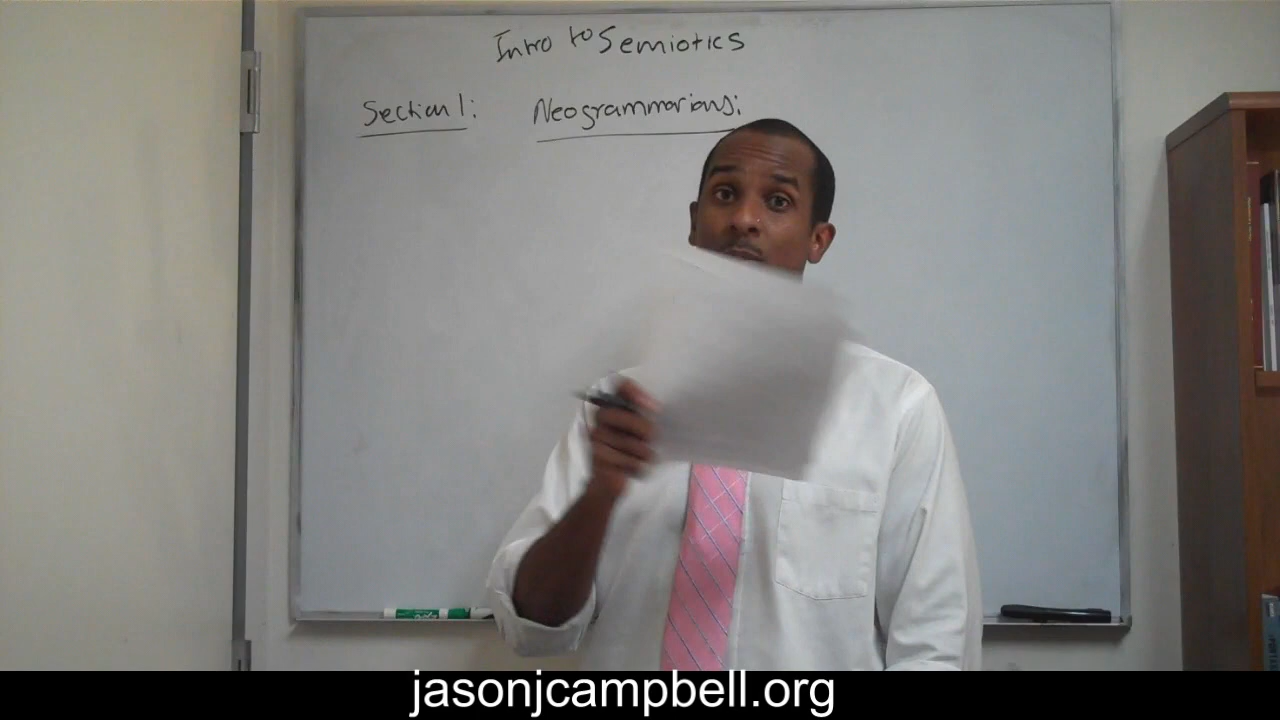 Intro to Semiotics
Section 1: Neogrammarians:
jasonjcampbell.org